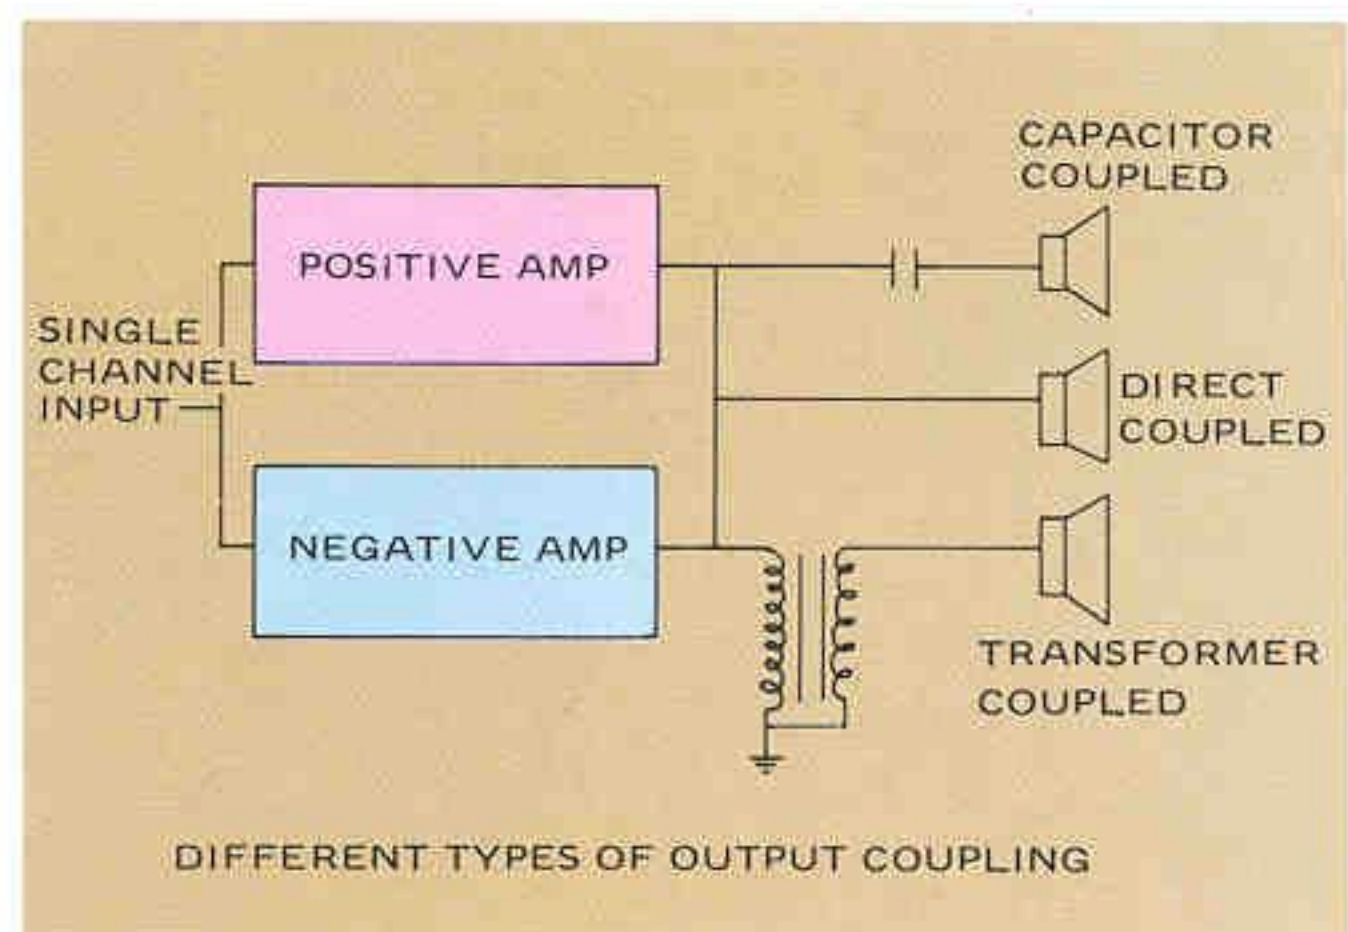 CAPACITOR
COUPLED
POSITIVE AMP
SINGLE
CHANNEL
INPUT
DIRECT
COUPLED
NEGATIVE AMP
TRANSFORMER
COUPLED
DIFFERENT TYPES OF OUTPUT COUPLING